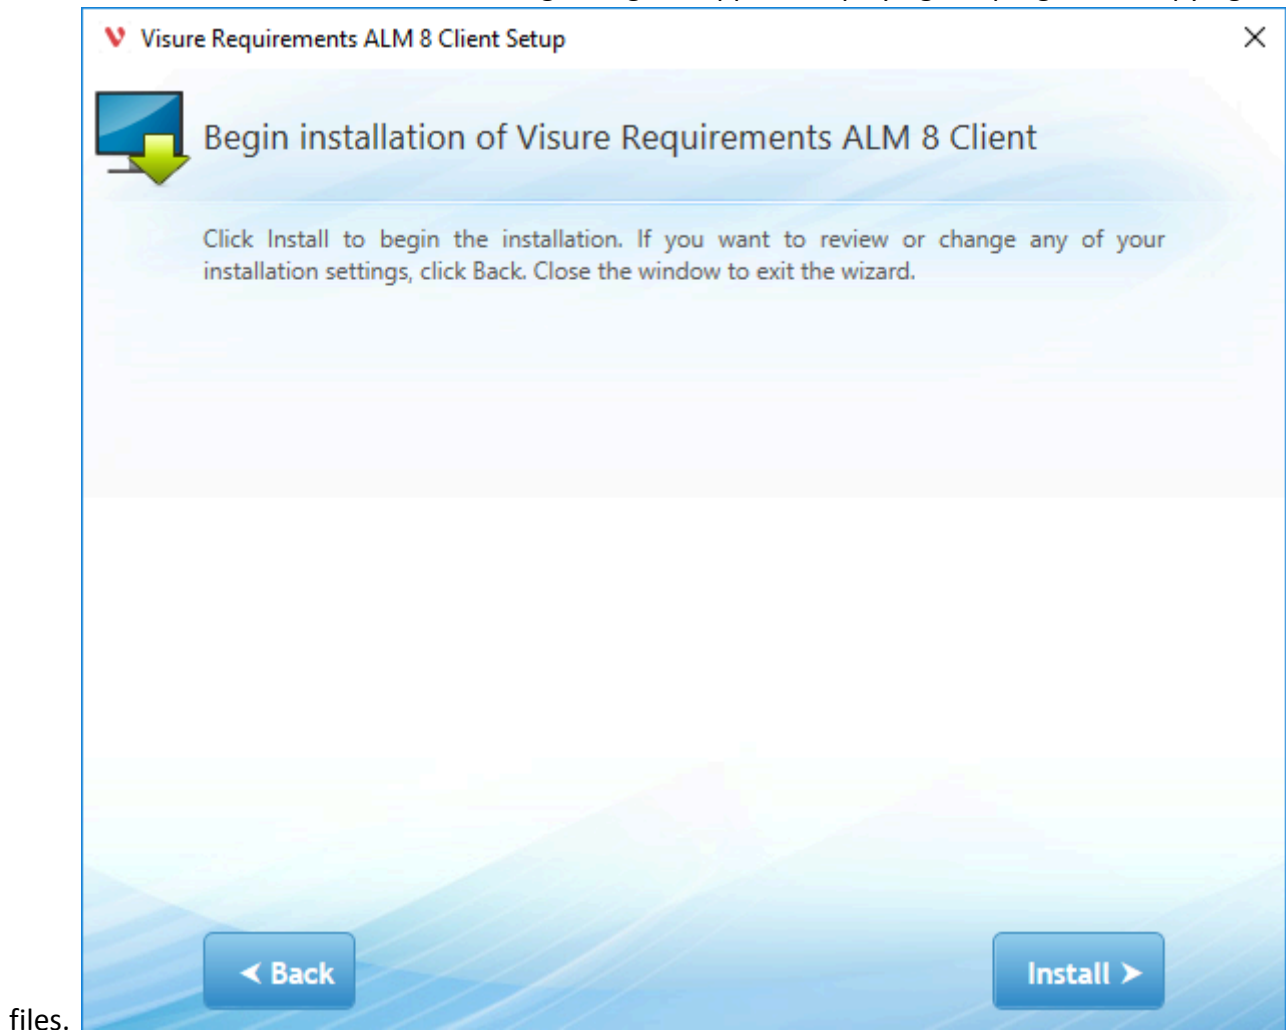 Visure Requirements ALM 8 Client Setup
Begin installation of Visure Requirements ALM 8 Client
Click Install to begin the installation. If you want to review or change any of your
installation settings, click Back. Close the window to exit the wizard.
Back
Install
files.